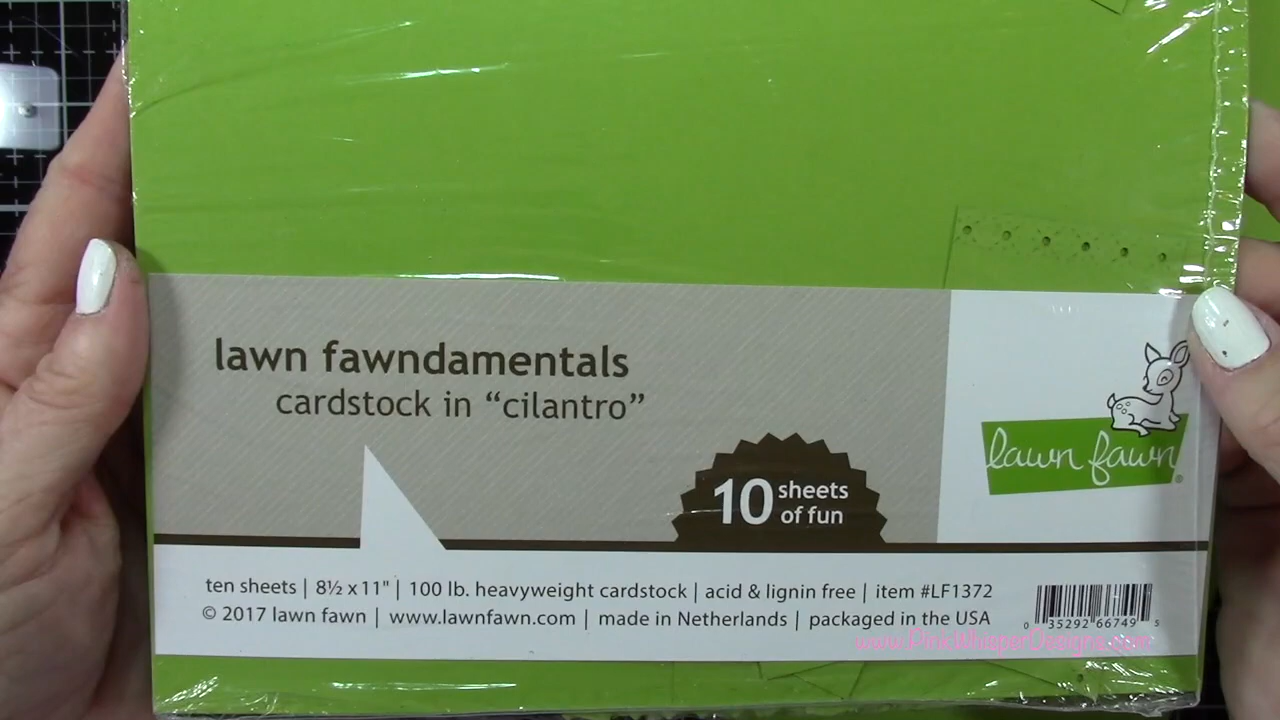 lawn fawndamentals
cardstock in “cilantro”
lawn fawn®
10 sheets of fun
ten sheets | 8½ x 11" | 100 lb. heavyweight cardstock | acid & lignin free | item #LF1372
© 2017 lawn fawn | www.lawnfawn.com | made in Netherlands | packaged in the USA
0 35292 66749 5
www.PinkWhisperDesigns.com